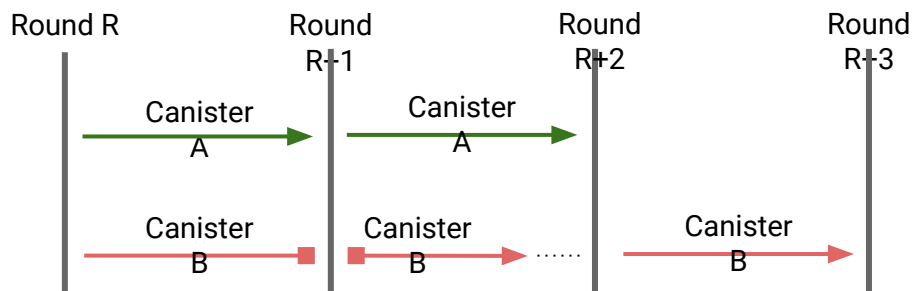 Round R
Round
R+1
Round
R+2
Round
R+3
Canister
A
Canister
A
Canister
B
Canister
B
Canister
B